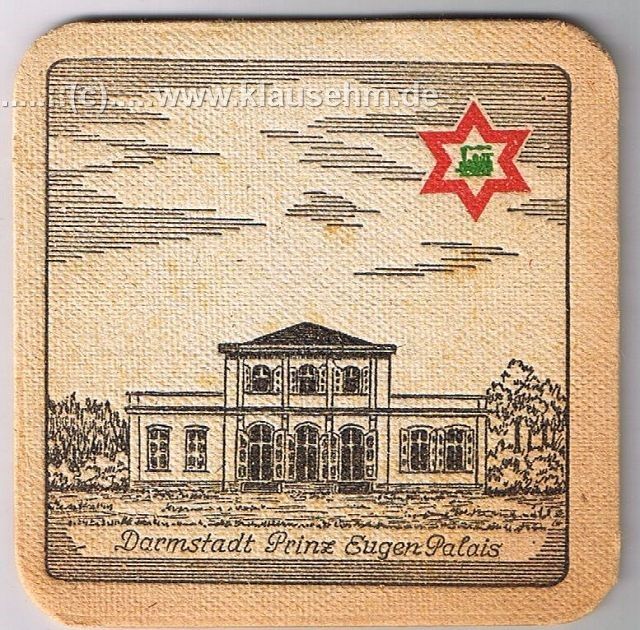 ....... (c)..... www.klausehm.de
Darmstadt Prinz Eugen Palais